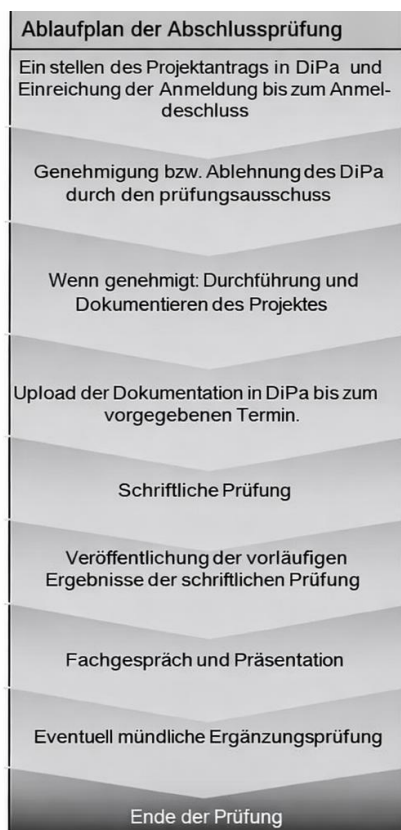 Ablaufplan der Abschlussprüfung
Ein stellen des Projektantrags in DiPa und
Einreichung der Anmeldung bis zum Anmel-
deschluss
Genehmigung bzw. Ablehnung des DiPa
durch den prüfungsausschuss
Wenn genehmigt: Durchführung und
Dokumentieren des Projektes
Upload der Dokumentation in DiPa bis zum
vorgegebenen Termin.
Schriftliche Prüfung
Veröffentlichung der vorläufigen
Ergebnisse der schriftlichen Prüfung
Fachgespräch und Präsentation
Eventuell mündliche Ergänzungsprüfung
Ende der Prüfung